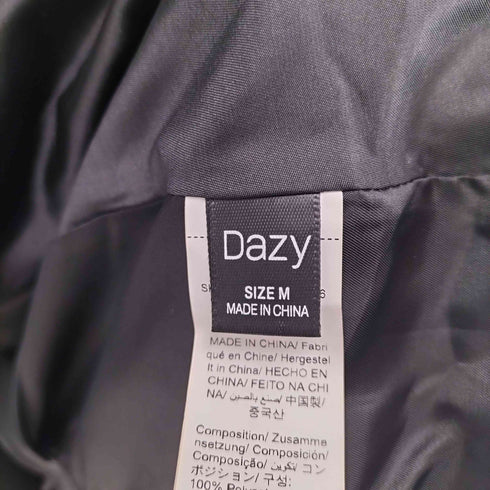 Dazy
SIZE M
MADE IN CHINA
MADE IN CHINA/ Fabri
qué en Chine/ Hergestel
lt in China/ HECHO EN
CHINA/ FEITO NA CHI
NA/ صنع بالصين/ 中国製/
중국산
Composition/ Zusamme
nsetzung/ Composición/
Composição/ تكوين/ コン
ポジション/ 구성:
100%